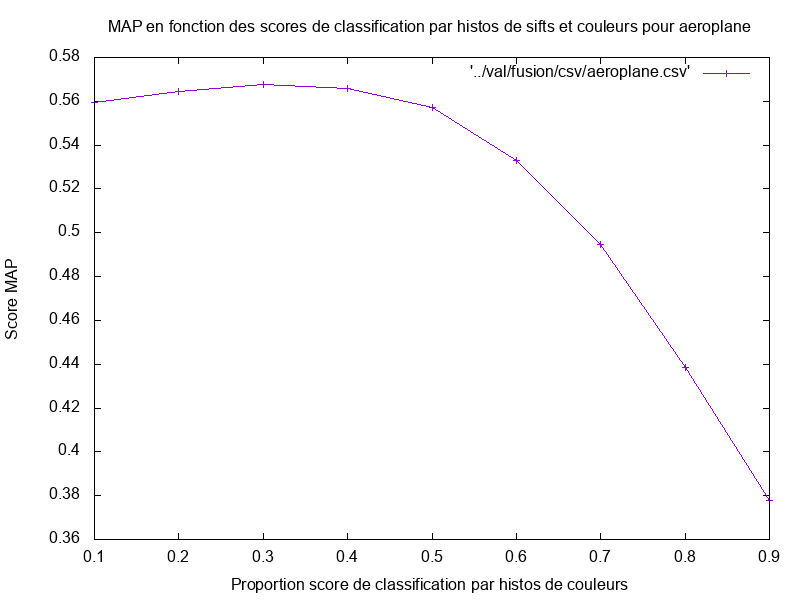 MAP en fonction des scores de classification par histos de sifts et couleurs pour aeroplane
'../val/fusion/csv/aeroplane.csv'
0.58
0.56
0.54
0.52
0.5
0.48
0.46
0.44
0.42
0.4
0.38
0.36
Score MAP
0.1 0.2 0.3 0.4 0.5 0.6 0.7 0.8 0.9
Proportion score de classification par histos de couleurs